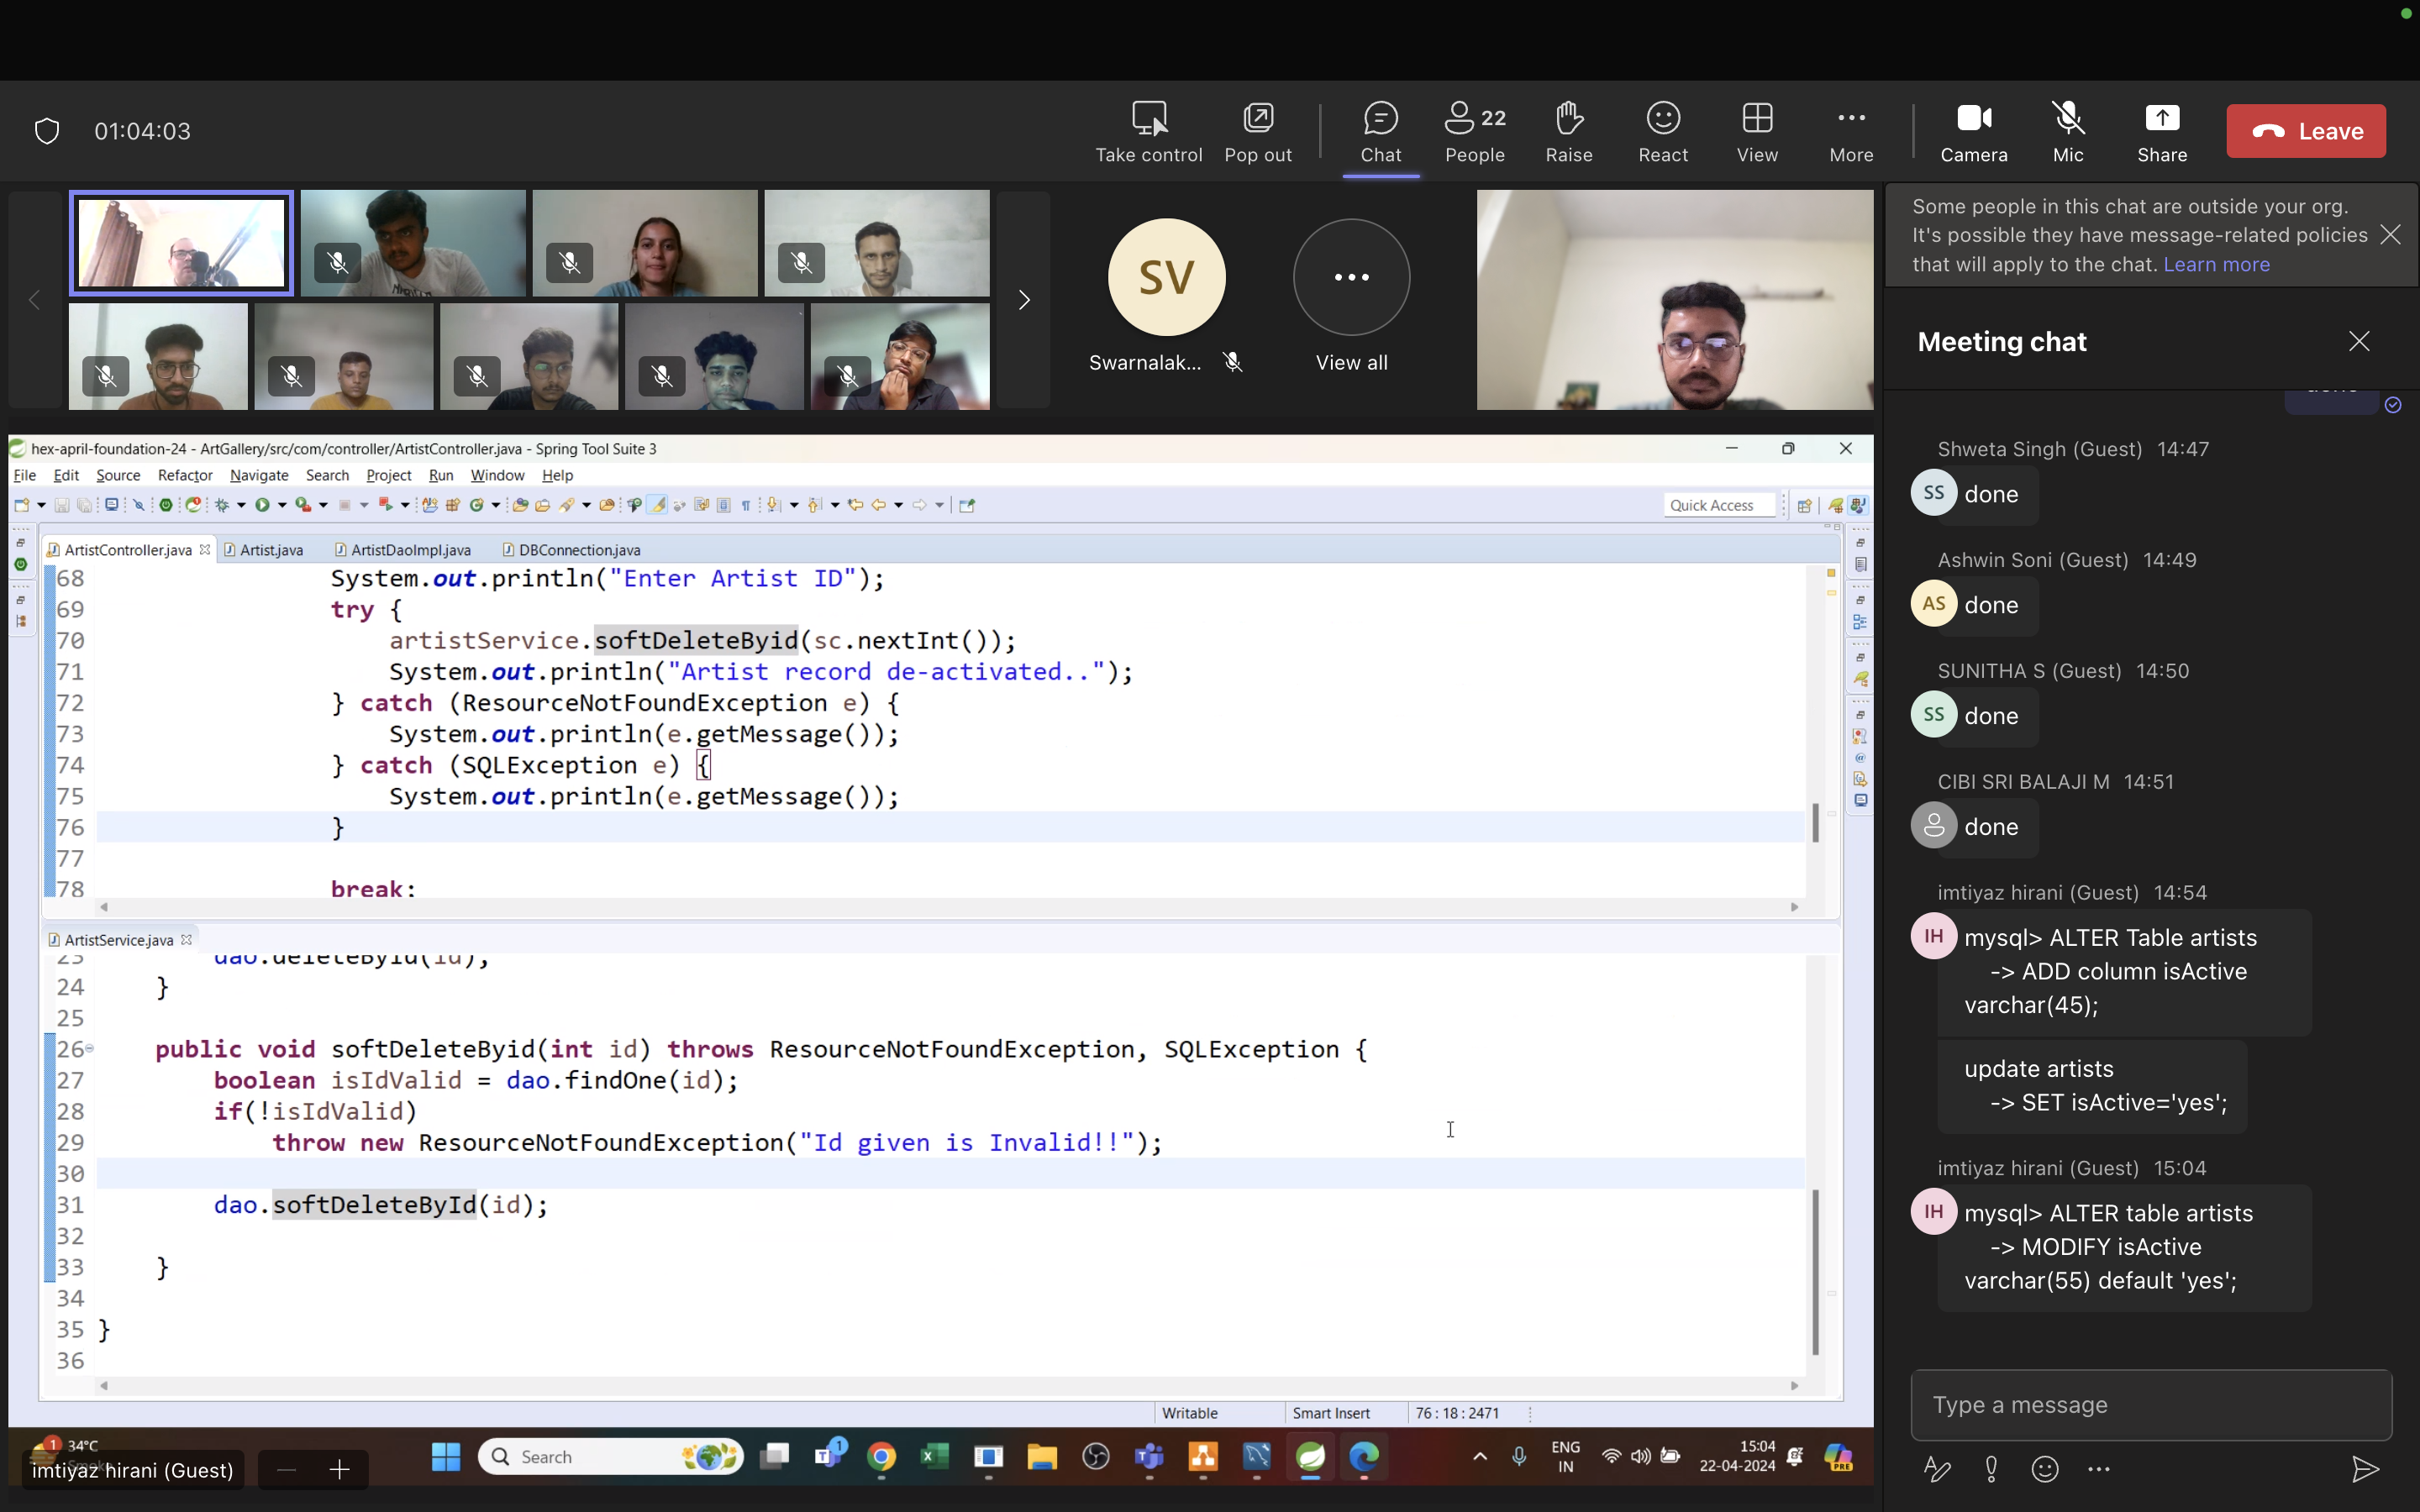 01:04:03
Take control
Pop out
Chat
22
People
Raise
React
View
More
Camera
Mic
Share
Leave
SV
Swarnalak...
View all
Some people in this chat are outside your org.
It's possible they have message-related policies
that will apply to the chat. Learn more
Meeting chat
done
Shweta Singh (Guest) 14:47
SS
done
Ashwin Soni (Guest) 14:49
AS
done
SUNITHA S (Guest) 14:50
SS
done
CIBI SRI BALAJI M 14:51
done
imtiyaz hirani (Guest) 14:54
IH
mysql> ALTER Table artists
-> ADD column isActive
varchar(45);
update artists
-> SET isActive='yes';
imtiyaz hirani (Guest) 15:04
IH
mysql> ALTER table artists
-> MODIFY isActive
varchar(55) default 'yes';
Type a message
hex-april-foundation-24 - ArtGallery/src/com/controller/ArtistController.java - Spring Tool Suite 3
File Edit Source Refactor Navigate Search Project Run Window Help
Quick Access
ArtistController.java Artist.java ArtistDaoImpl.java DBConnection.java
68 System.out.println("Enter Artist ID");
69 try {
70 artistService.softDeleteByid(sc.nextInt());
71 System.out.println("Artist record de-activated..");
72 } catch (ResourceNotFoundException e) {
73 System.out.println(e.getMessage());
74 } catch (SQLException e) {
75 System.out.println(e.getMessage());
76 }
77
78 break;
ArtistService.java
23 dao.deleteById(id);
24 }
25
26 public void softDeleteByid(int id) throws ResourceNotFoundException, SQLException {
27 boolean isIdValid = dao.findOne(id);
28 if(!isIdValid)
29 throw new ResourceNotFoundException("Id given is Invalid!!");
30
31 dao.softDeleteById(id);
32
33 }
34
35 }
36
Writable
Smart Insert
76 : 18 : 2471
1
34°C
imtiyaz hirani (Guest)
Search
1
ENG
IN
15:04
22-04-2024
PRE